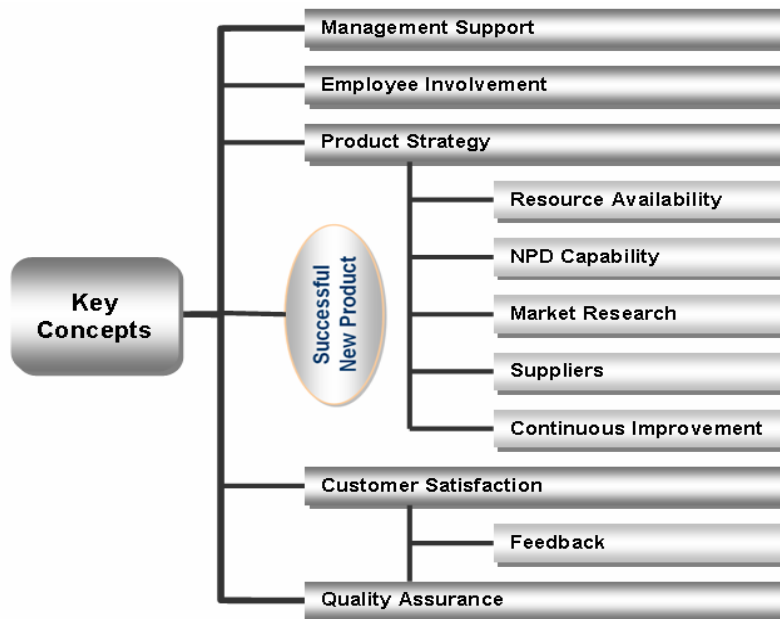 Management Support
Employee Involvement
Product Strategy
Resource Availability
NPD Capability
Market Research
Suppliers
Continuous Improvement
Key
Concepts
Successful
New Product
Customer Satisfaction
Feedback
Quality Assurance